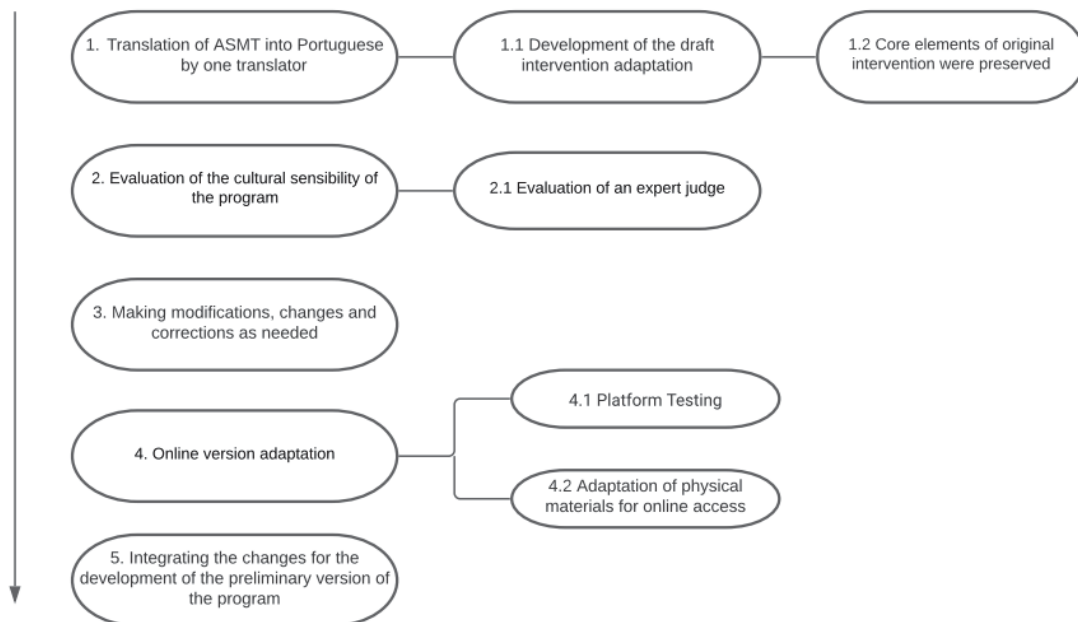 1. Translation of ASMT into Portuguese
by one translator
1.1 Development of the draft
intervention adaptation
1.2 Core elements of original
intervention were preserved
2. Evaluation of the cultural sensibility of
the program
2.1 Evaluation of an expert judge
3. Making modifications, changes and
corrections as needed
4. Online version adaptation
4.1 Platform Testing
4.2 Adaptation of physical
materials for online access
5. Integrating the changes for the
development of the preliminary version of
the program